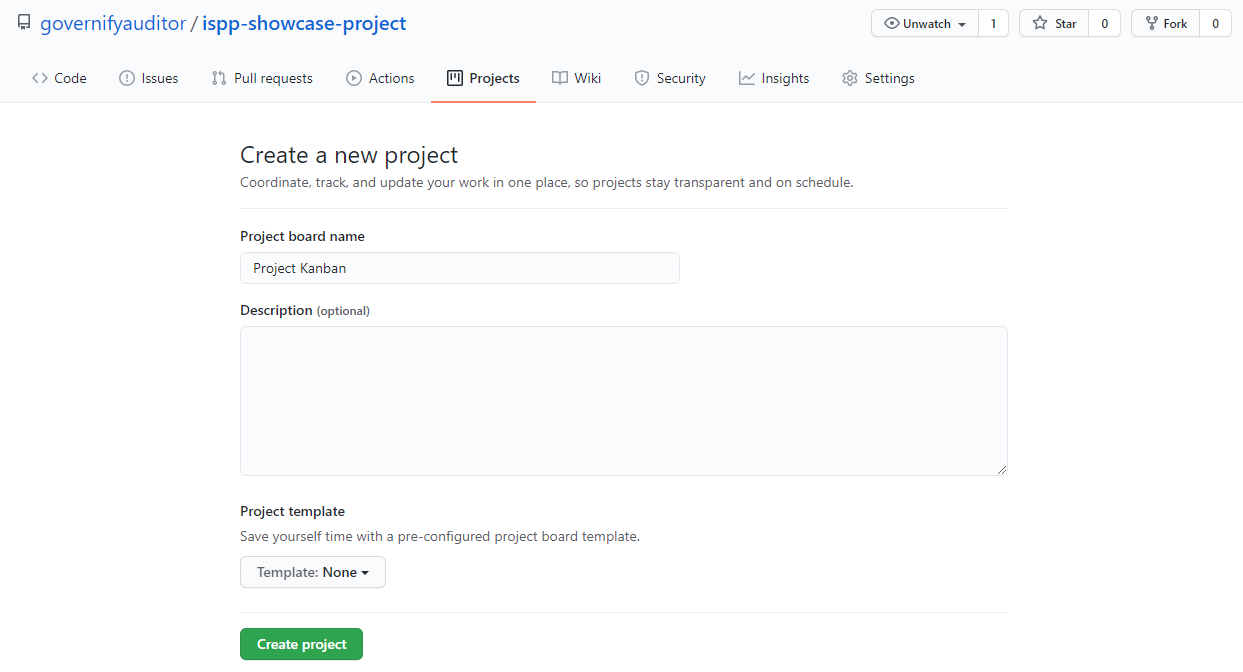 governifyauditor / ispp-showcase-project
Unwatch 1 Star 0 Fork 0
Code Issues Pull requests Actions Projects Wiki Security Insights Settings
Create a new project
Coordinate, track, and update your work in one place, so projects stay transparent and on schedule.
Project board name
Project Kanban
Description (optional)
Project template
Save yourself time with a pre-configured project board template.
Template: None
Create project